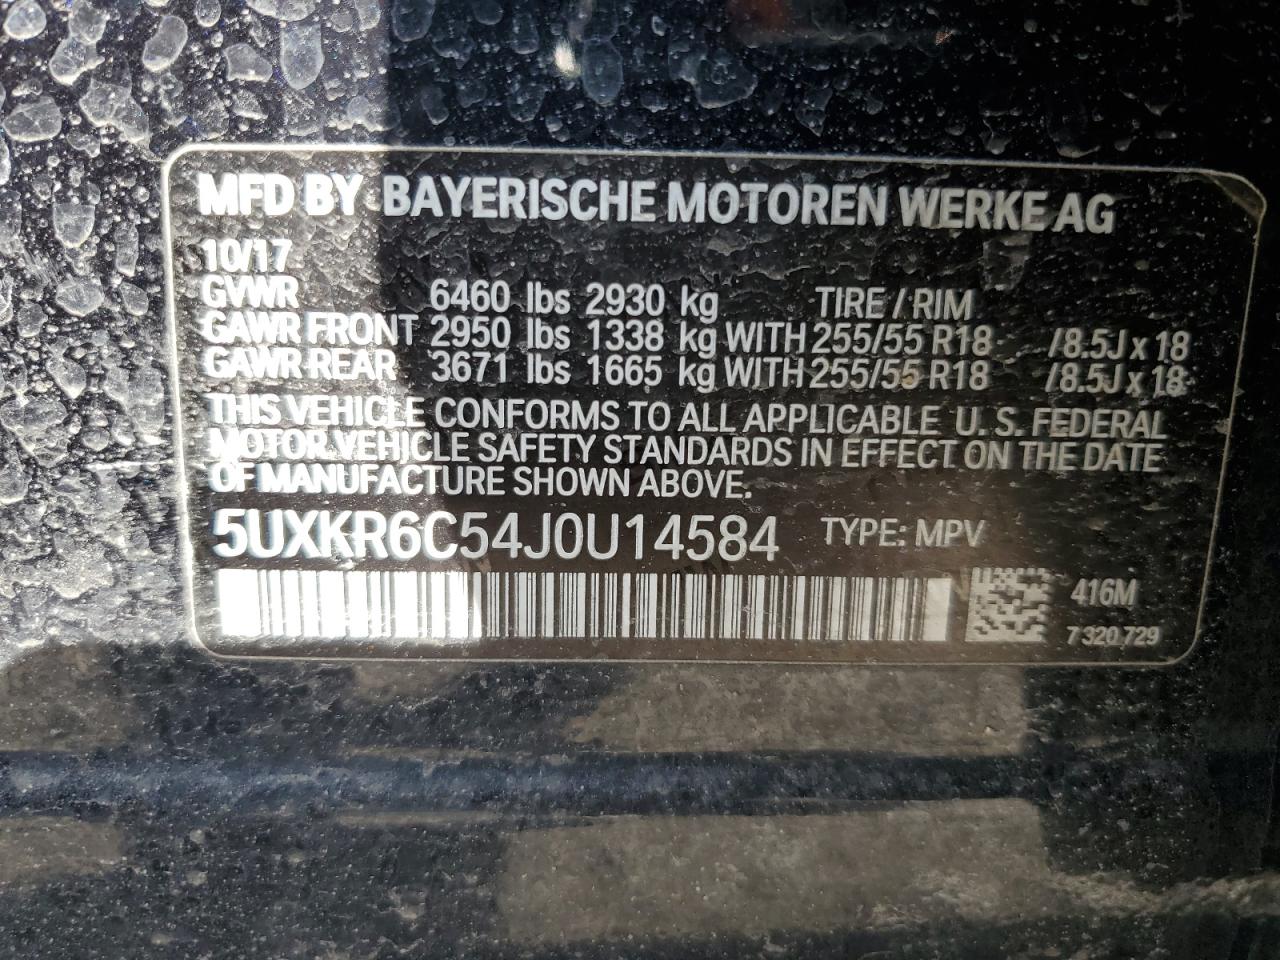 MFD BY BAYERISCHE MOTOREN WERKE AG
10/17
GVWR 6460 lbs 2930 kg TIRE / RIM
GAWR FRONT 2950 lbs 1338 kg WITH 255/55 R18 /8.5J x 18
GAWR REAR 3671 lbs 1665 kg WITH 255/55 R18 /8.5J x 18
THIS VEHICLE CONFORMS TO ALL APPLICABLE U. S. FEDERAL
MOTOR VEHICLE SAFETY STANDARDS IN EFFECT ON THE DATE
OF MANUFACTURE SHOWN ABOVE.
5UXKR6C54J0U14584 TYPE: MPV
416M
7 320 729